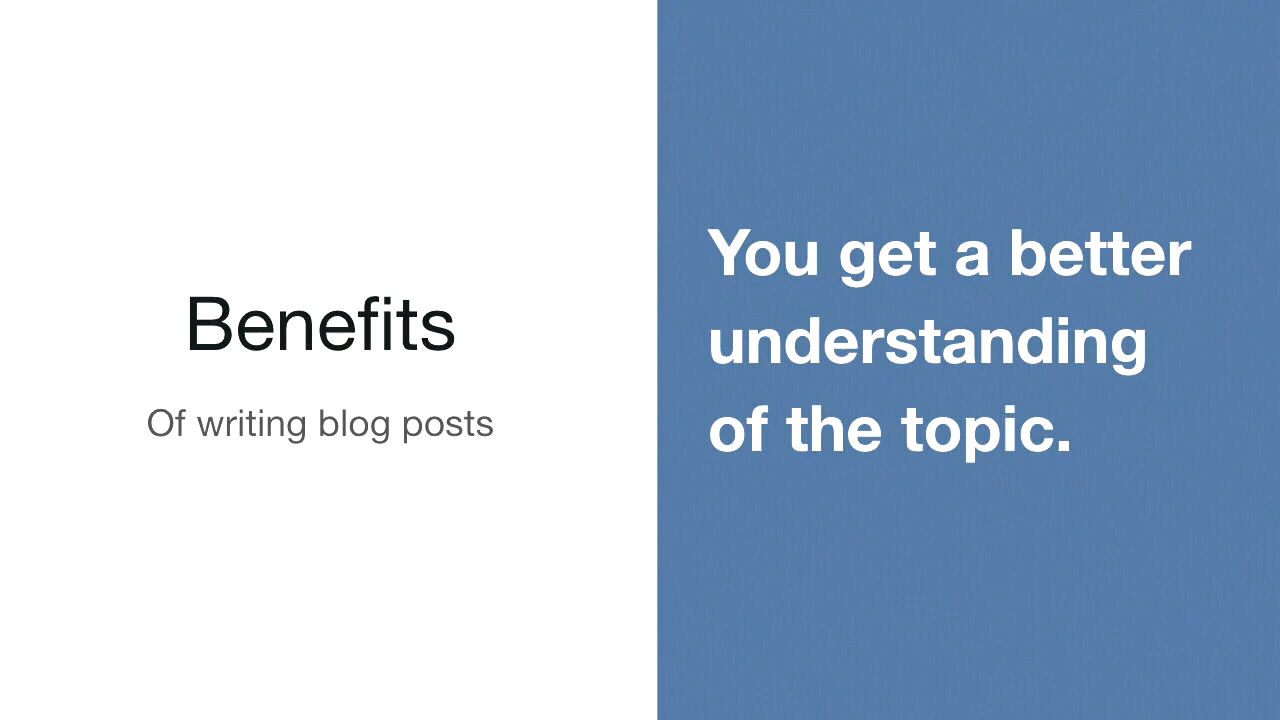 Benefits
Of writing blog posts
You get a better
understanding
of the topic.